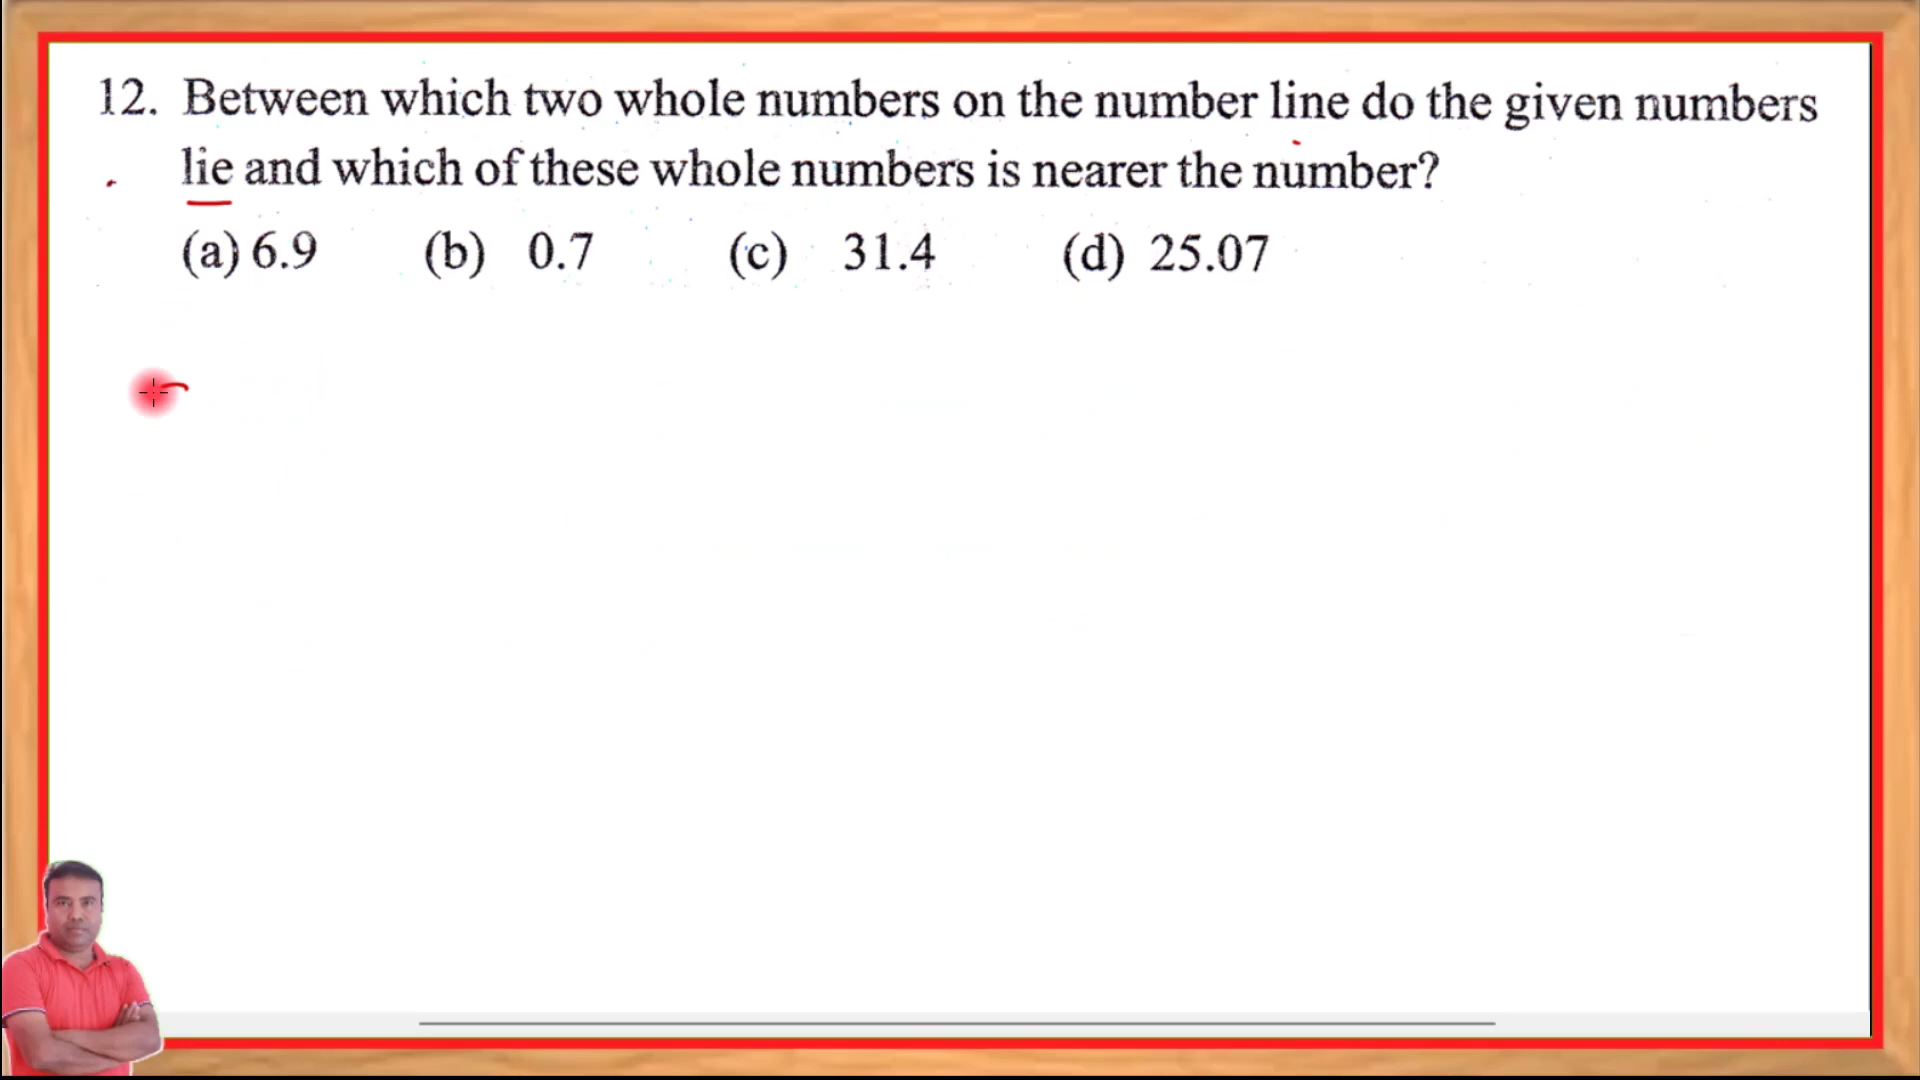 12. Between which two whole numbers on the number line do the given numbers
lie and which of these whole numbers is nearer the number?
(a) 6.9 (b) 0.7 (c) 31.4 (d) 25.07